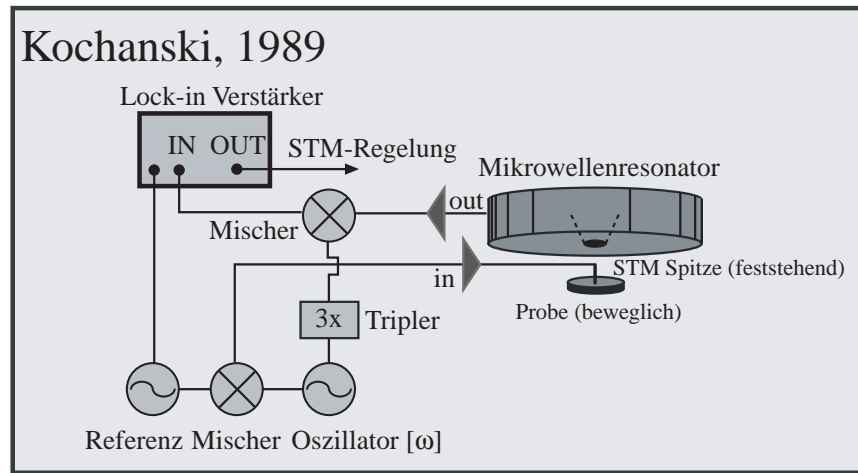 Kochanski, 1989
Lock-in Verstärker
IN OUT
STM-Regelung
Mikrowellenresonator
out
Mischer
in
STM Spitze (feststehend)
Probe (beweglich)
3x
Tripler
Referenz Mischer Oszillator [ω]